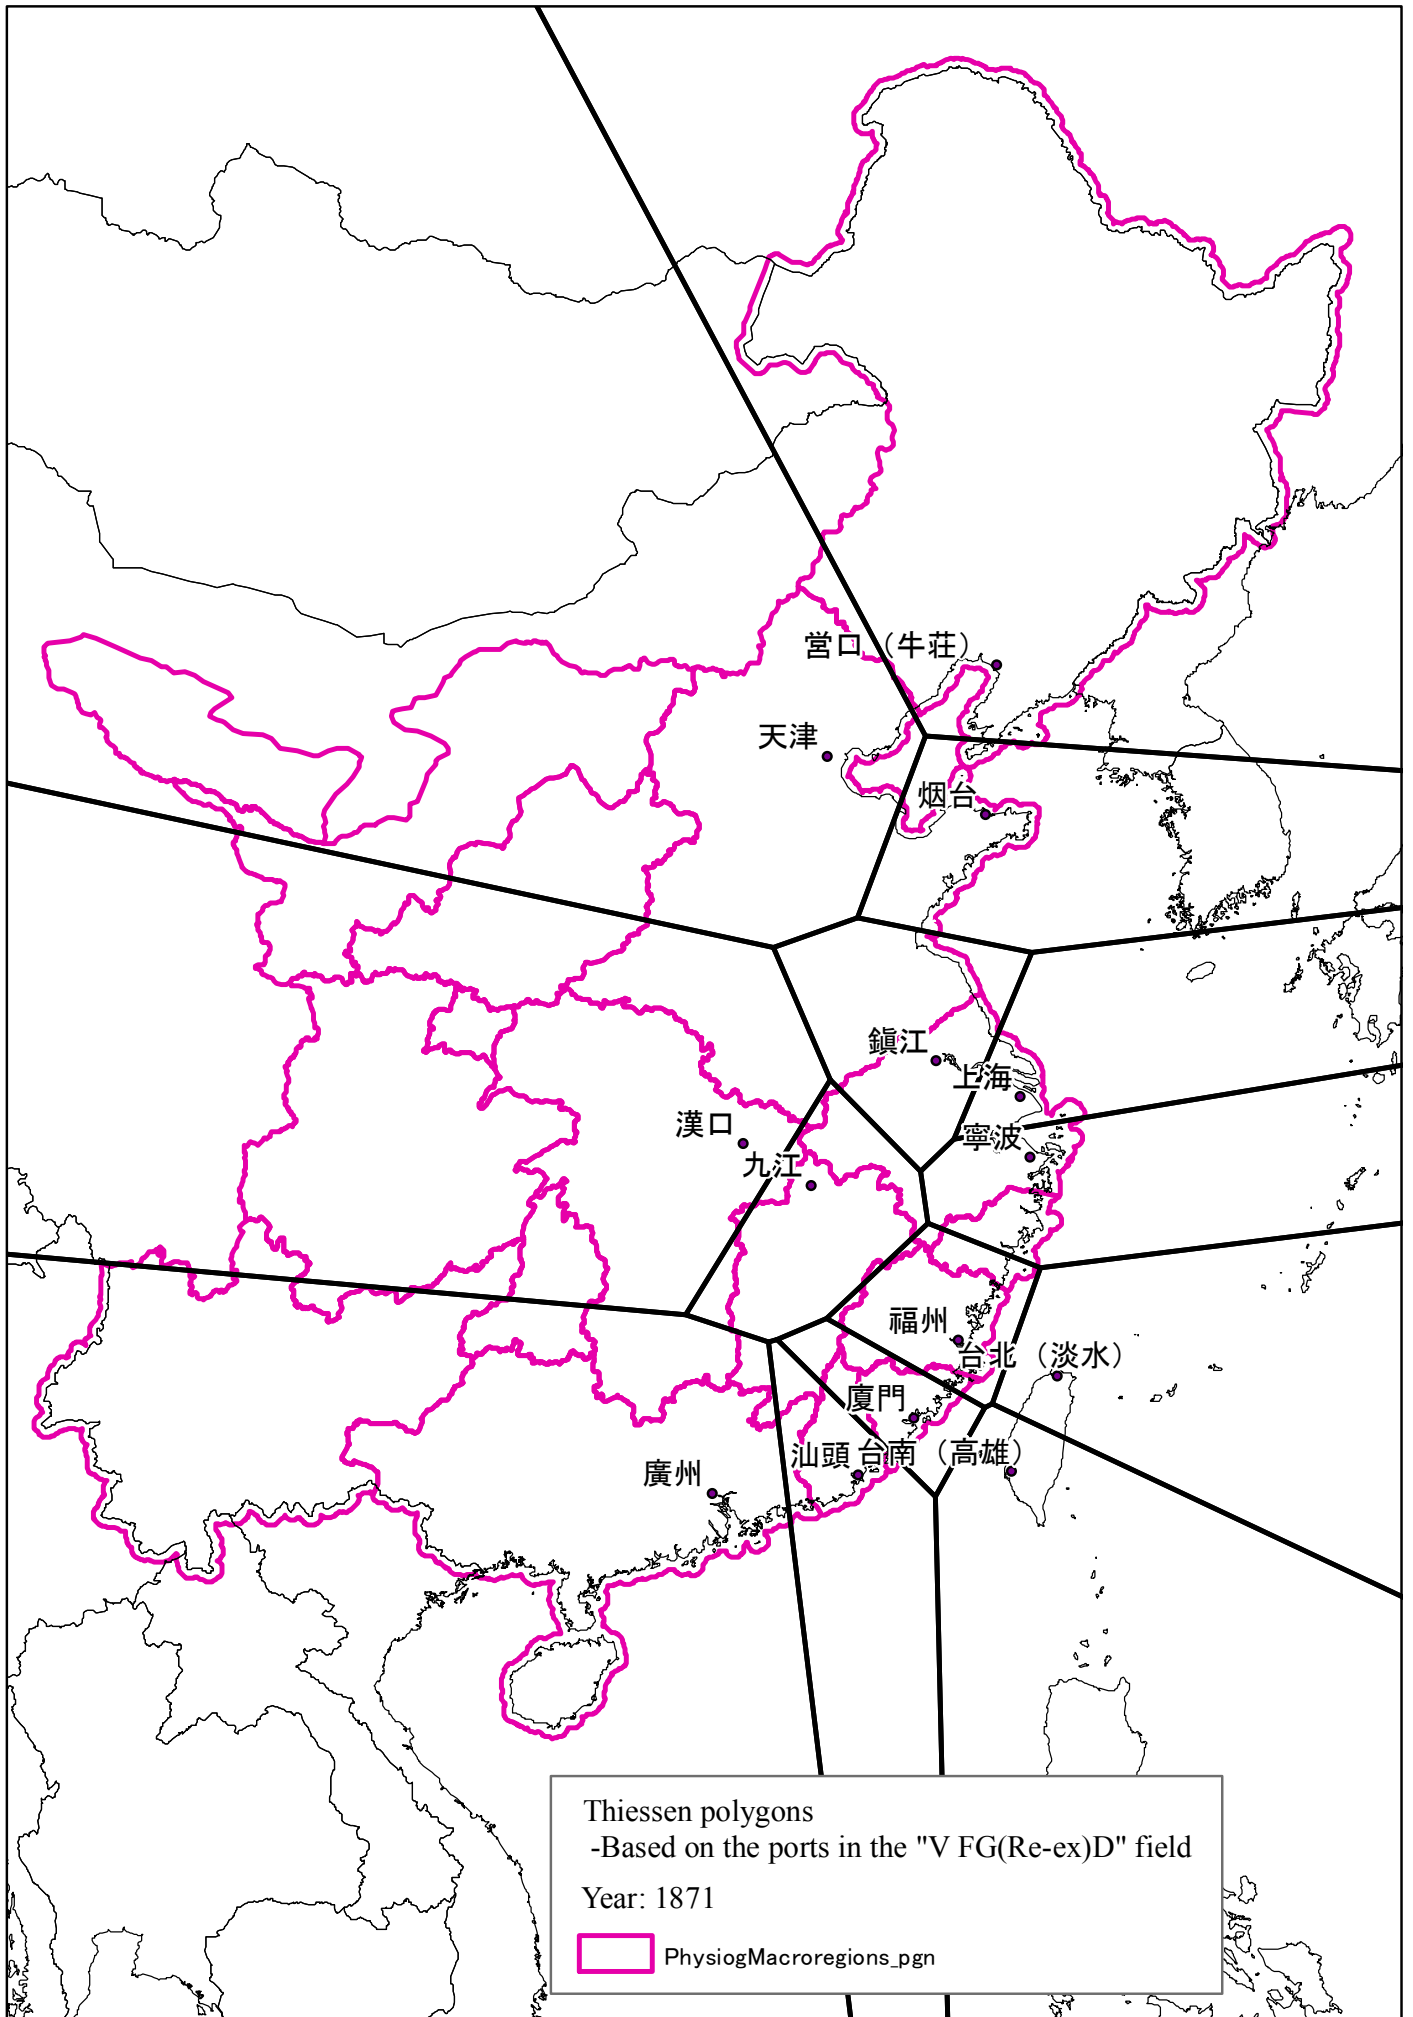 営口（牛荘）
天津
烟台
鎮江
上海
漢口
寧波
九江
福州
台北（淡水）
廈門
汕頭
台南（高雄）
廣州
Thiessen polygons
-Based on the ports in the "V FG(Re-ex)D" field
Year: 1871
PhysiogMacroregions_pgn